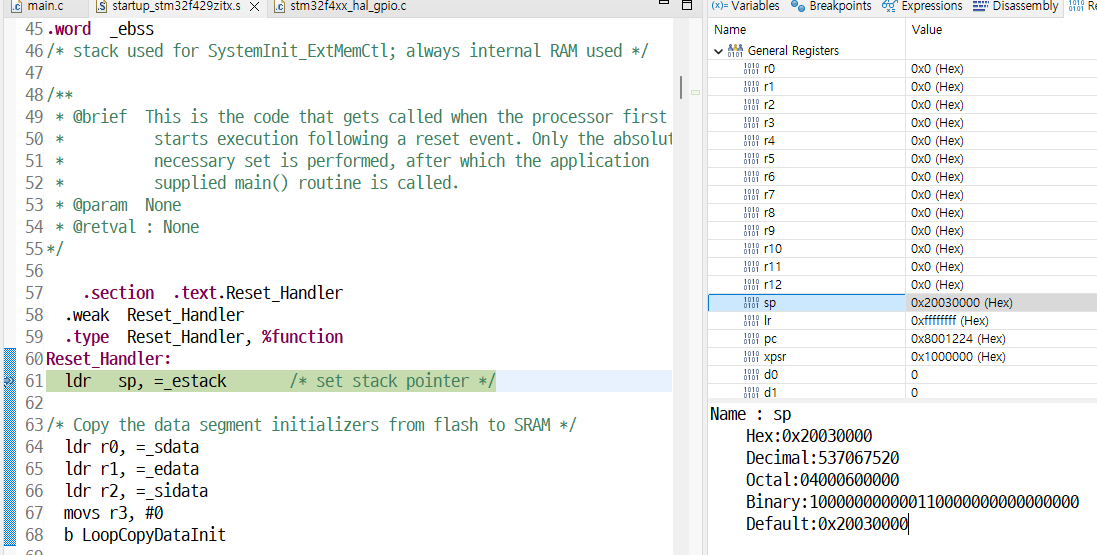 main.c
startup_stm32f429zitx.s
stm32f4xx_hal_gpio.c
45 .word _ebss
46 /* stack used for SystemInit_ExtMemCtl; always internal RAM used */
47
48 /**
49 * @brief This is the code that gets called when the processor first
50 * starts execution following a reset event. Only the absolut
51 * necessary set is performed, after which the application
52 * supplied main() routine is called.
53 * @param None
54 * @retval : None
55 */
56
57 .section .text.Reset_Handler
58 .weak Reset_Handler
59 .type Reset_Handler, %function
60 Reset_Handler:
61 ldr sp, =_estack /* set stack pointer */
62
63 /* Copy the data segment initializers from flash to SRAM */
64 ldr r0, =_sdata
65 ldr r1, =_edata
66 ldr r2, =_sidata
67 movs r3, #0
68 b LoopCopyDataInit
(x)= Variables Breakpoints Expressions Disassembly Re
Name Value
General Registers
r0 0x0 (Hex)
r1 0x0 (Hex)
r2 0x0 (Hex)
r3 0x0 (Hex)
r4 0x0 (Hex)
r5 0x0 (Hex)
r6 0x0 (Hex)
r7 0x0 (Hex)
r8 0x0 (Hex)
r9 0x0 (Hex)
r10 0x0 (Hex)
r11 0x0 (Hex)
r12 0x0 (Hex)
sp 0x20030000 (Hex)
lr 0xffffffff (Hex)
pc 0x8001224 (Hex)
xpsr 0x1000000 (Hex)
d0 0
d1 0
Name : sp
Hex:0x20030000
Decimal:537067520
Octal:04000600000
Binary:100000000000110000000000000000
Default:0x20030000